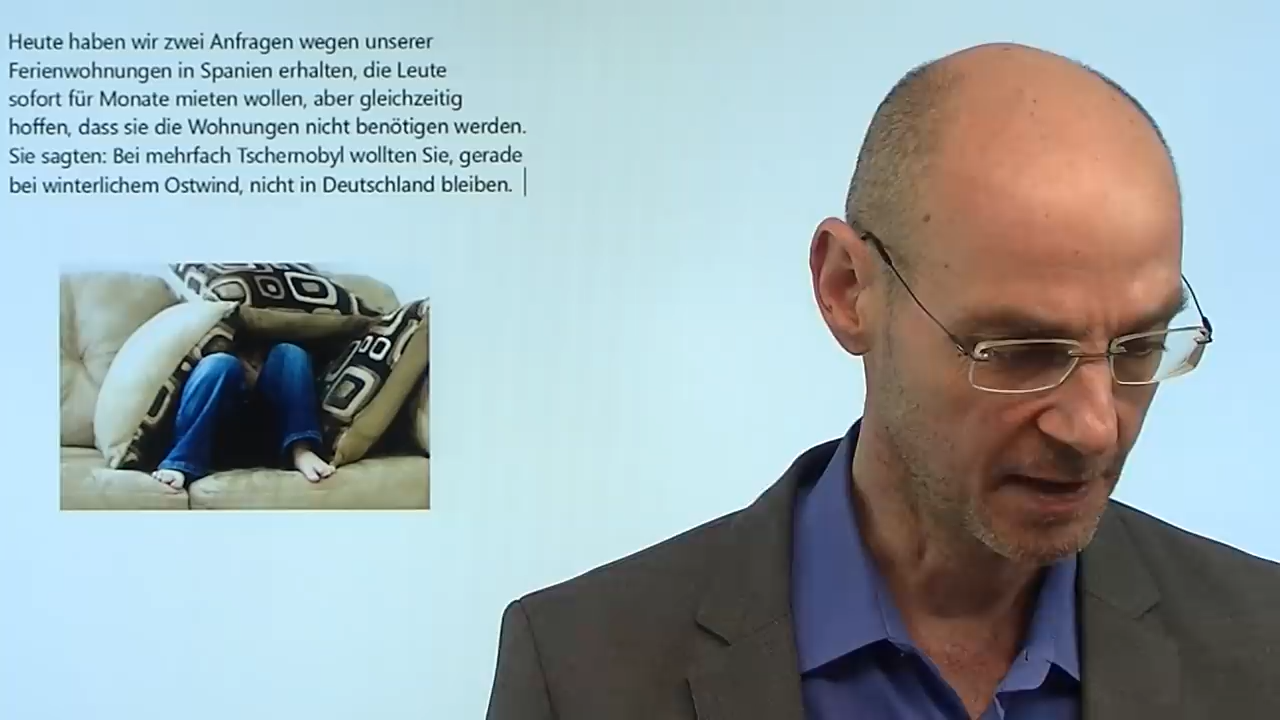 Heute haben wir zwei Anfragen wegen unserer
Ferienwohnungen in Spanien erhalten, die Leute
sofort für Monate mieten wollen, aber gleichzeitig
hoffen, dass sie die Wohnungen nicht benötigen werden.
Sie sagten: Bei mehrfach Tschernobyl wollten Sie, gerade
bei winterlichem Ostwind, nicht in Deutschland bleiben.